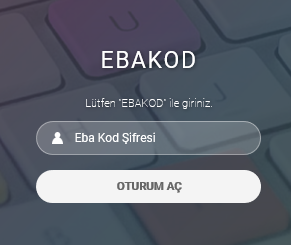 EBAKOD
Lütfen "EBAKOD" ile giriniz.
Eba Kod Şifresi
OTURUM AÇ